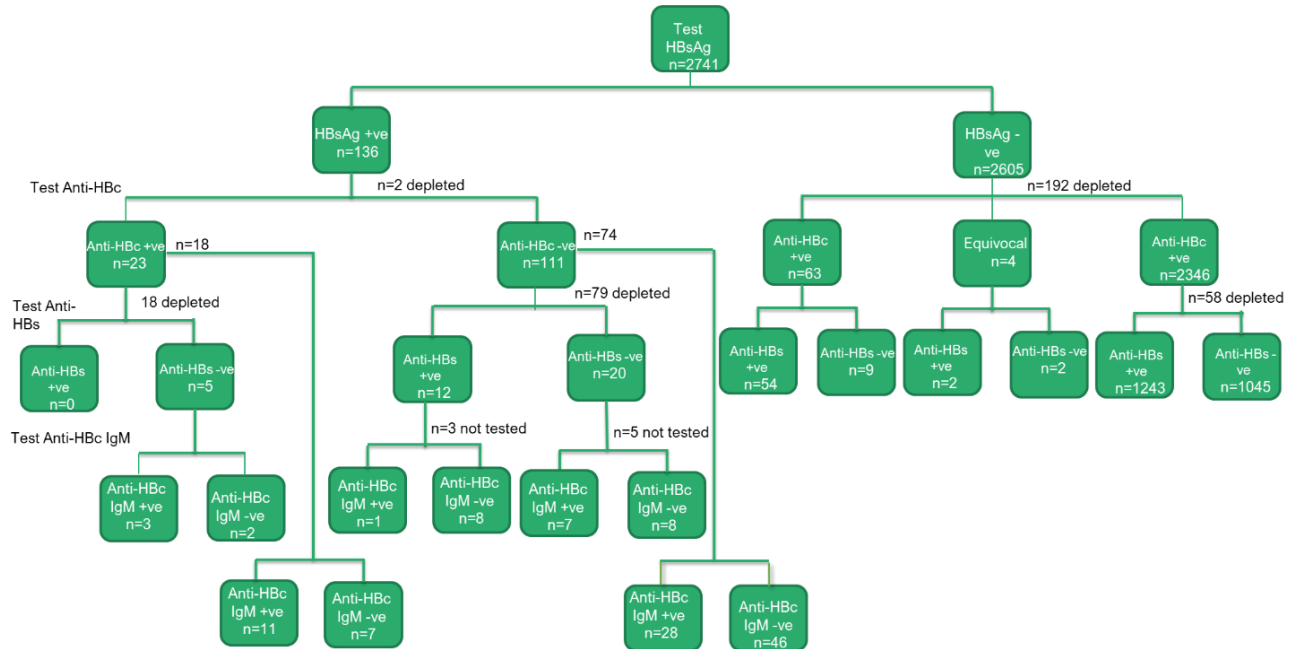 Test
HBsAg
n=2741
HBsAg +ve
n=136
HBsAg -
ve
n=2605
Test Anti-HBc
n=2 depleted
n=192 depleted
Anti-HBc +ve
n=23
n=18
Anti-HBc -ve
n=111
n=74
Anti-HBc
+ve
n=63
Equivocal
n=4
Anti-HBc
+ve
n=2346
Test Anti-
HBs
18 depleted
n=79 depleted
n=58 depleted
Anti-HBs
+ve
n=0
Anti-HBs -ve
n=5
Anti-HBs
+ve
n=12
Anti-HBs -ve
n=20
Anti-HBs
+ve
n=54
Anti-HBs -ve
n=9
Anti-HBs
+ve
n=2
Anti-HBs -ve
n=2
Anti-HBs
+ve
n=1243
Anti-HBs -
ve
n=1045
Test Anti-HBc IgM
n=3 not tested
n=5 not tested
Anti-HBc
IgM +ve
n=3
Anti-HBc
IgM -ve
n=2
Anti-HBc
IgM +ve
n=1
Anti-HBc
IgM -ve
n=8
Anti-HBc
IgM +ve
n=7
Anti-HBc
IgM -ve
n=8
Anti-HBc
IgM +ve
n=11
Anti-HBc
IgM -ve
n=7
Anti-HBc
IgM +ve
n=28
Anti-HBc
IgM -ve
n=46